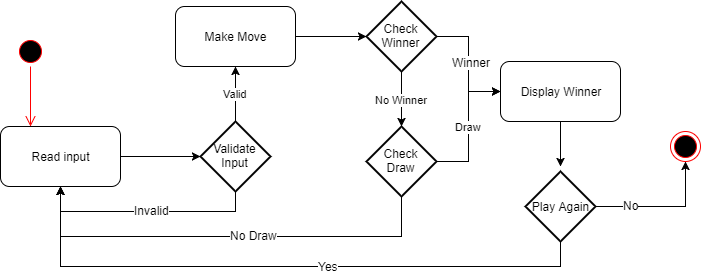 Make Move
Check
Winner
Winner
Display Winner
Valid
No Winner
Draw
Read input
Validate
Input
Check
Draw
Play Again
No
Invalid
No Draw
Yes